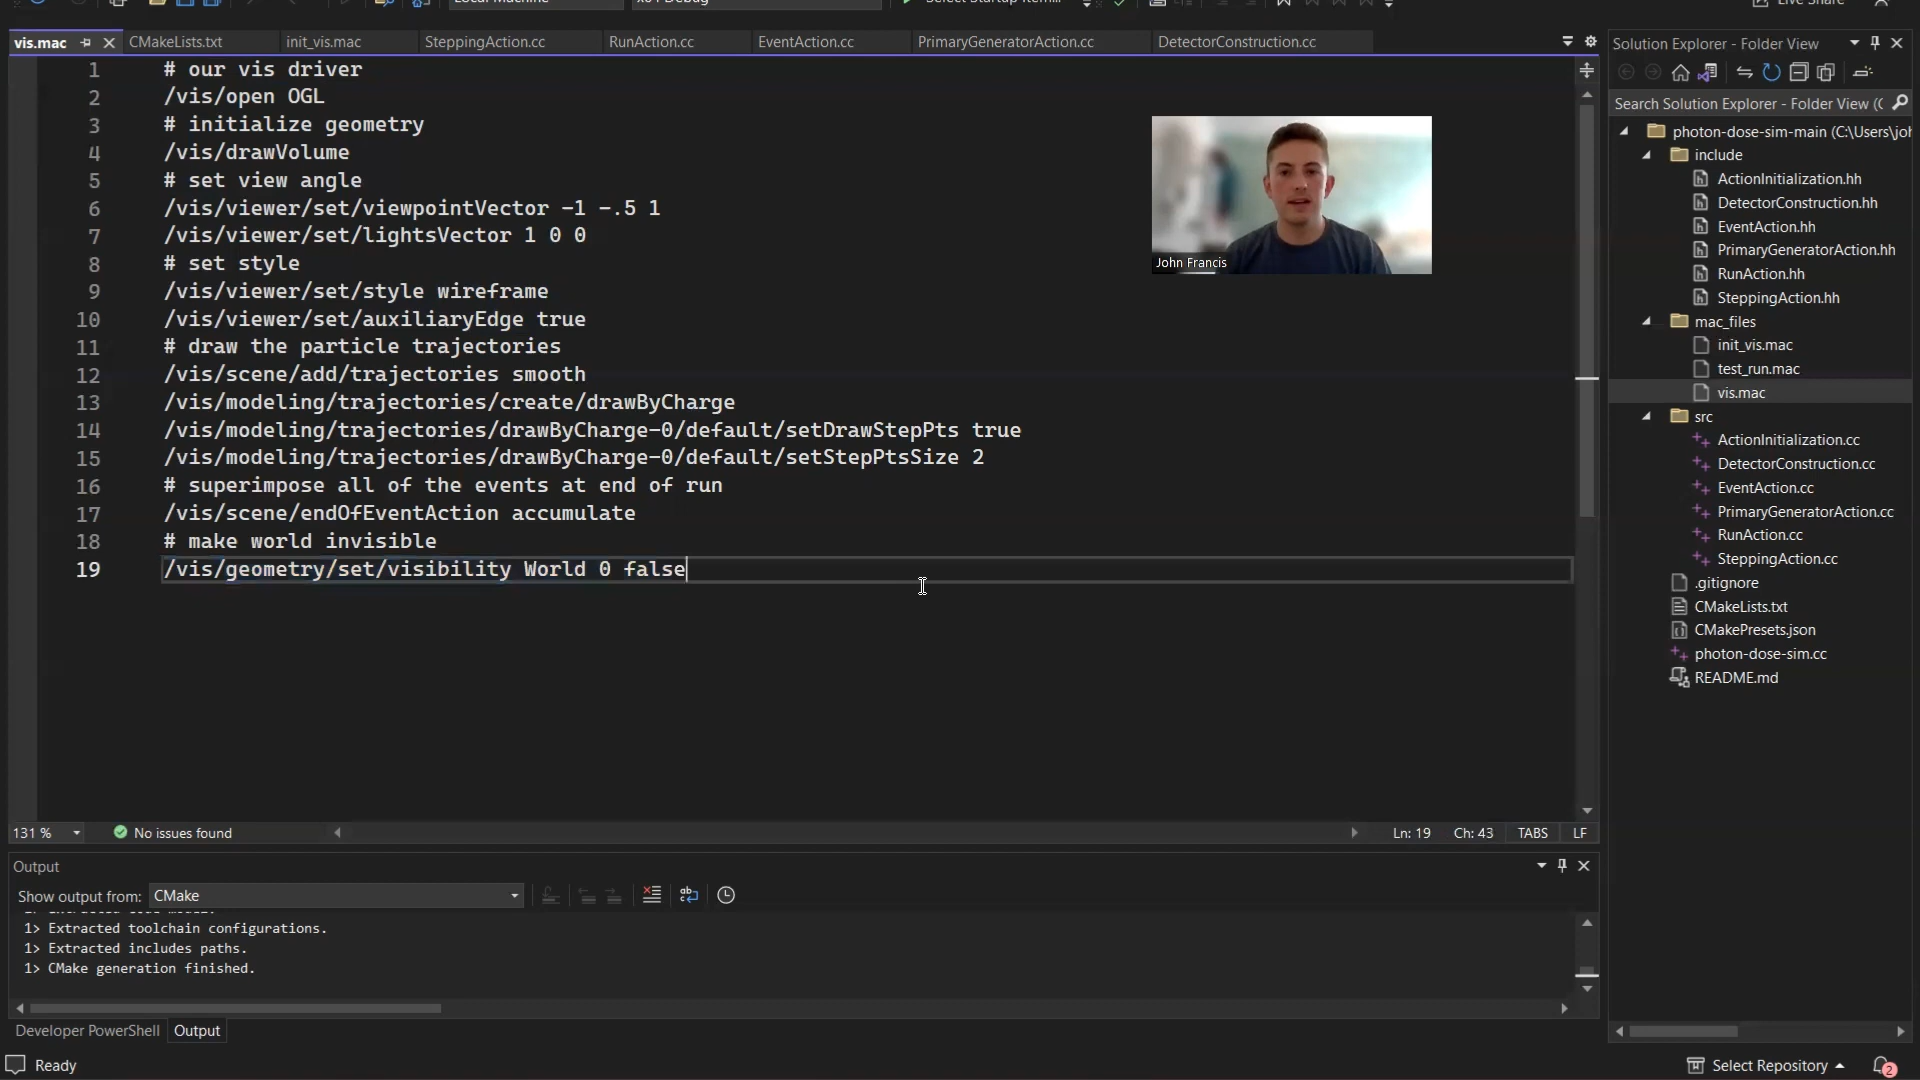 Select Startup Item...
Live Share
vis.mac
CMakeLists.txt
init_vis.mac
SteppingAction.cc
RunAction.cc
EventAction.cc
PrimaryGeneratorAction.cc
DetectorConstruction.cc
1 # our vis driver
2 /vis/open OGL
3 # initialize geometry
4 /vis/drawVolume
5 # set view angle
6 /vis/viewer/set/viewpointVector -1 -.5 1
7 /vis/viewer/set/lightsVector 1 0 0
8 # set style
9 /vis/viewer/set/style wireframe
10 /vis/viewer/set/auxiliaryEdge true
11 # draw the particle trajectories
12 /vis/scene/add/trajectories smooth
13 /vis/modeling/trajectories/create/drawByCharge
14 /vis/modeling/trajectories/drawByCharge-0/default/setDrawStepPts true
15 /vis/modeling/trajectories/drawByCharge-0/default/setStepPtsSize 2
16 # superimpose all of the events at end of run
17 /vis/scene/endOfEventAction accumulate
18 # make world invisible
19 /vis/geometry/set/visibility World 0 false
John Francis
131 %
No issues found
Ln: 19
Ch: 43
TABS
LF
Output
Show output from:
CMake
1> Extracted toolchain configurations.
1> Extracted includes paths.
1> CMake generation finished.
Developer PowerShell
Output
Ready
Solution Explorer - Folder View
Search Solution Explorer - Folder View (
photon-dose-sim-main (C:\Users\joh
include
ActionInitialization.hh
DetectorConstruction.hh
EventAction.hh
PrimaryGeneratorAction.hh
RunAction.hh
SteppingAction.hh
mac_files
init_vis.mac
test_run.mac
vis.mac
src
ActionInitialization.cc
DetectorConstruction.cc
EventAction.cc
PrimaryGeneratorAction.cc
RunAction.cc
SteppingAction.cc
.gitignore
CMakeLists.txt
CMakePresets.json
photon-dose-sim.cc
README.md
Select Repository
2